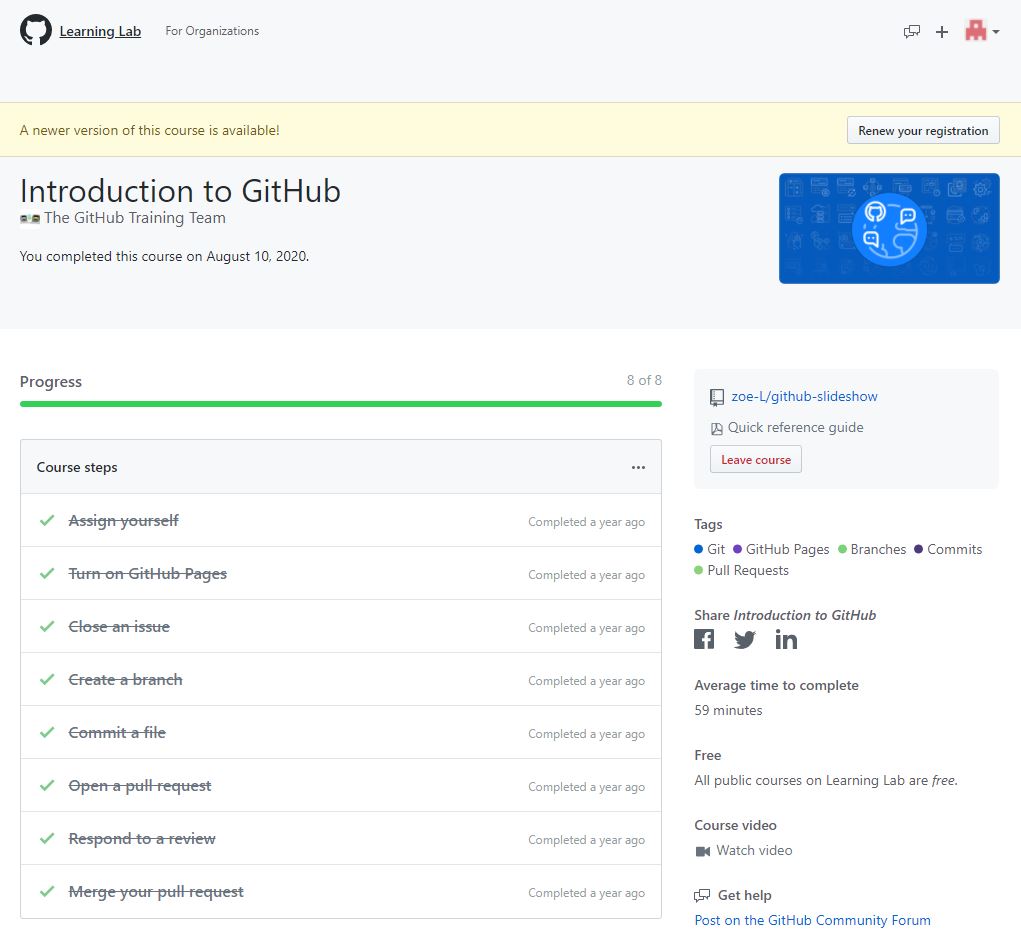 Learning Lab For Organizations
A newer version of this course is available! Renew your registration
Introduction to GitHub
The GitHub Training Team
You completed this course on August 10, 2020.
Progress 8 of 8
Course steps
Assign yourself Completed a year ago
Turn on GitHub Pages Completed a year ago
Close an issue Completed a year ago
Create a branch Completed a year ago
Commit a file Completed a year ago
Open a pull request Completed a year ago
Respond to a review Completed a year ago
Merge your pull request Completed a year ago
zoe-L/github-slideshow
Quick reference guide
Leave course
Tags
Git GitHub Pages Branches Commits
Pull Requests
Share Introduction to GitHub
Average time to complete
59 minutes
Free
All public courses on Learning Lab are free.
Course video
Watch video
Get help
Post on the GitHub Community Forum